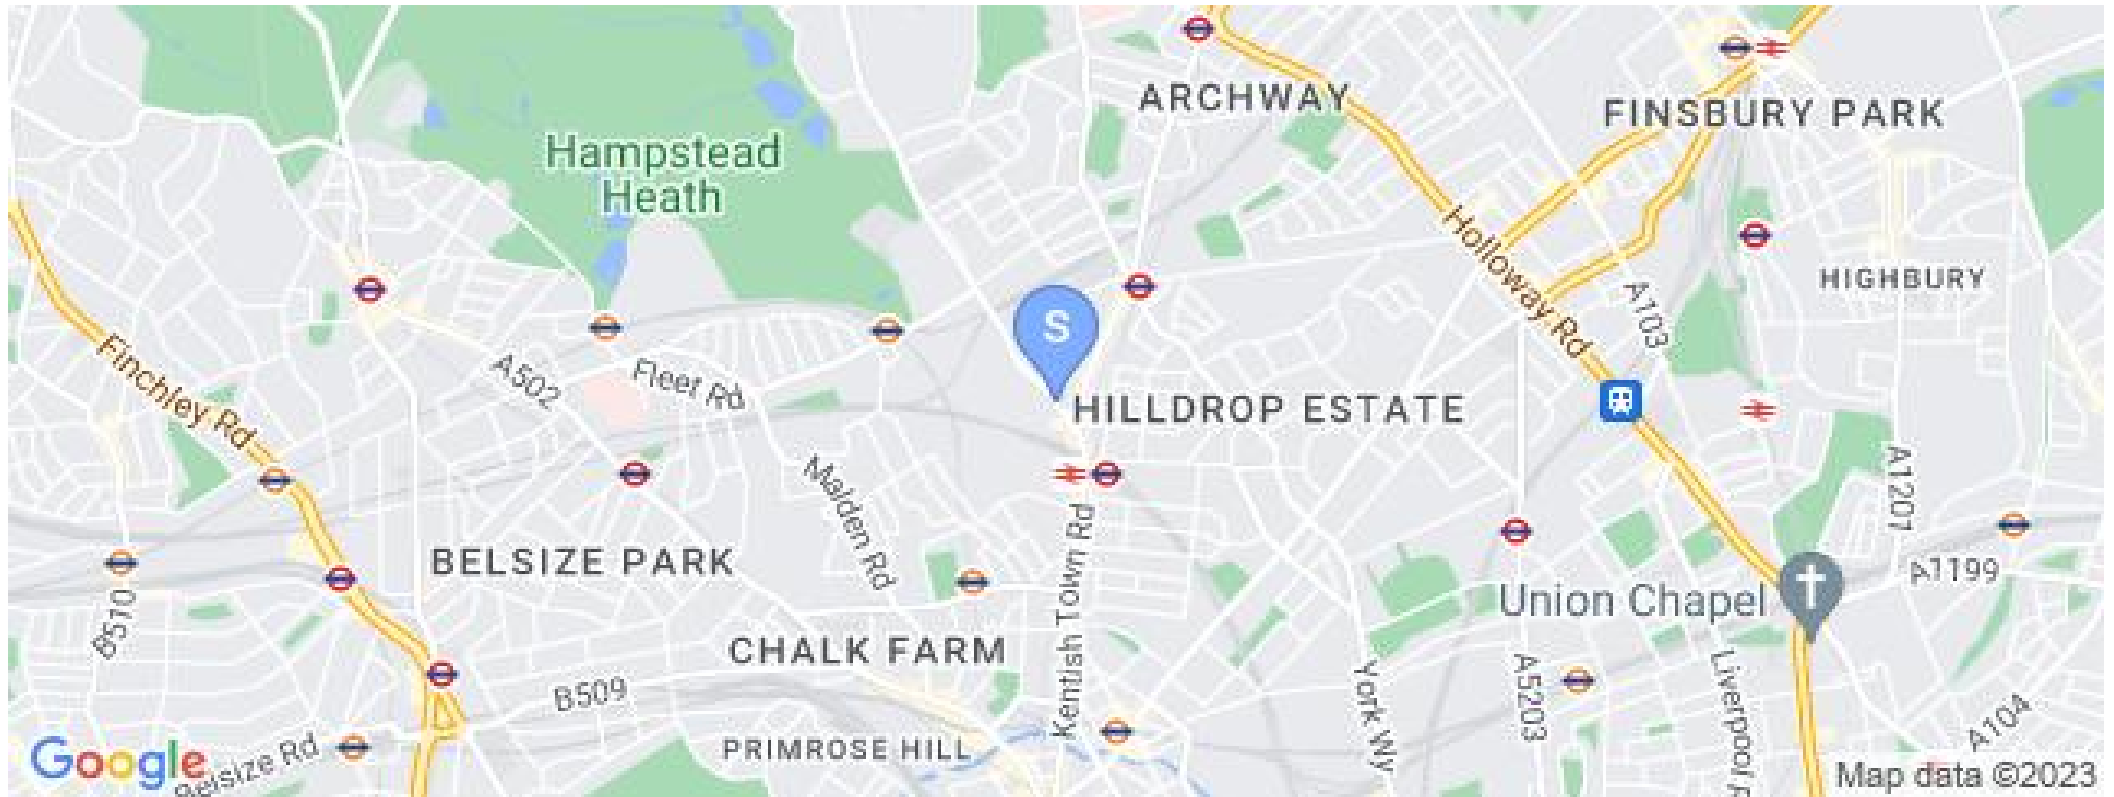 ARCHWAY
FINSBURY PARK
Hampstead
Heath
Holloway Rd
HIGHBURY
A103
S
Finchley Rd
A502
Fleet Rd
HILLDROP ESTATE
Malden Rd
A1201
Kentish Town Rd
BELSIZE PARK
B510
A1199
Union Chapel
CHALK FARM
B509
York Wy
A5203
Liverpool
A104
PRIMROSE HILL
Belsize Rd
Google
Map data ©2023